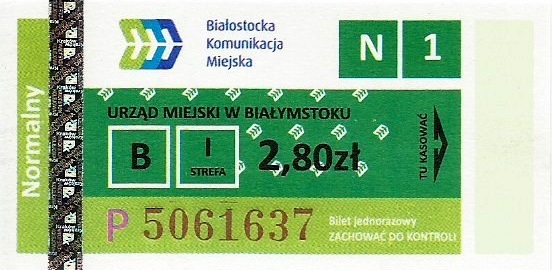 Białostocka
Komunikacja
Miejska
N 1
Normalny
URZĄD MIEJSKI W BIAŁYMSTOKU
B I 2,80zł
STREFA
TU KASOWAĆ
P 5061637
Bilet jednorazowy
ZACHOWAĆ DO KONTROLI